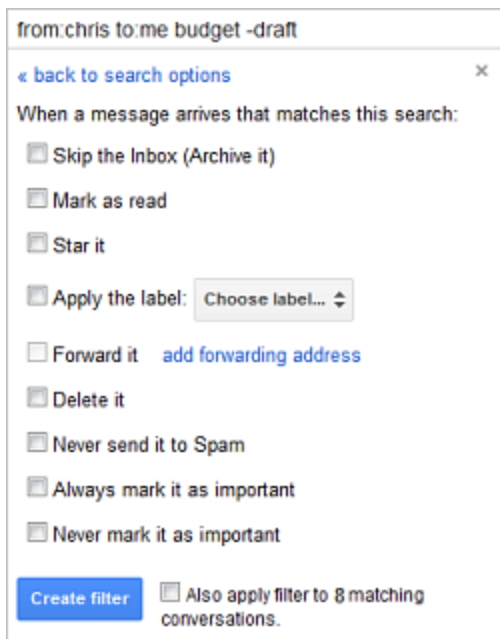 from:chris to:me budget -draft
« back to search options ×
When a message arrives that matches this search:
Skip the Inbox (Archive it)
Mark as read
Star it
Apply the label: Choose label...
Forward it add forwarding address
Delete it
Never send it to Spam
Always mark it as important
Never mark it as important
Create filter Also apply filter to 8 matching
conversations.